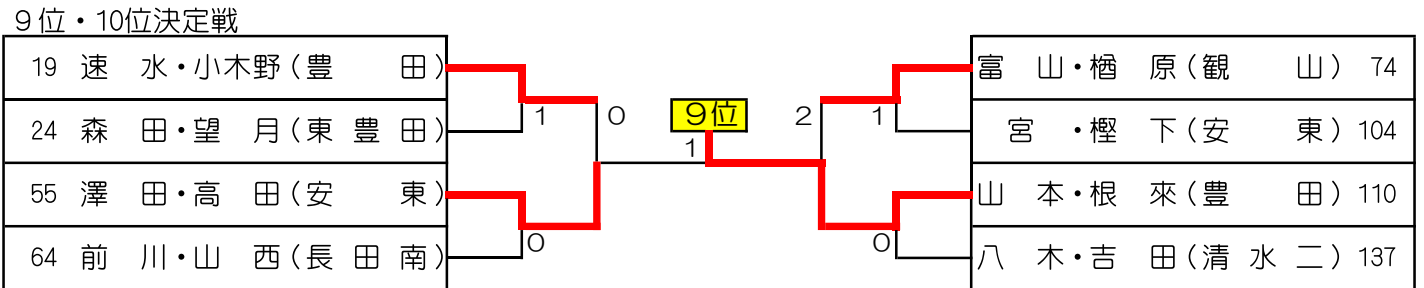 ９位・10位決定戦
19 速　水・小木野（豊　　田）
富　山・楢　原（観　　山） 74
1 0 ９位 2 1
24 森　田・望　月（東 豊 田）
宮　・樫　下（安　　東） 104
1
55 澤　田・高　田（安　　東）
山　本・根　來（豊　　田） 110
0 0
64 前　川・山　西（長 田 南）
八　木・吉　田（清 水 二） 137